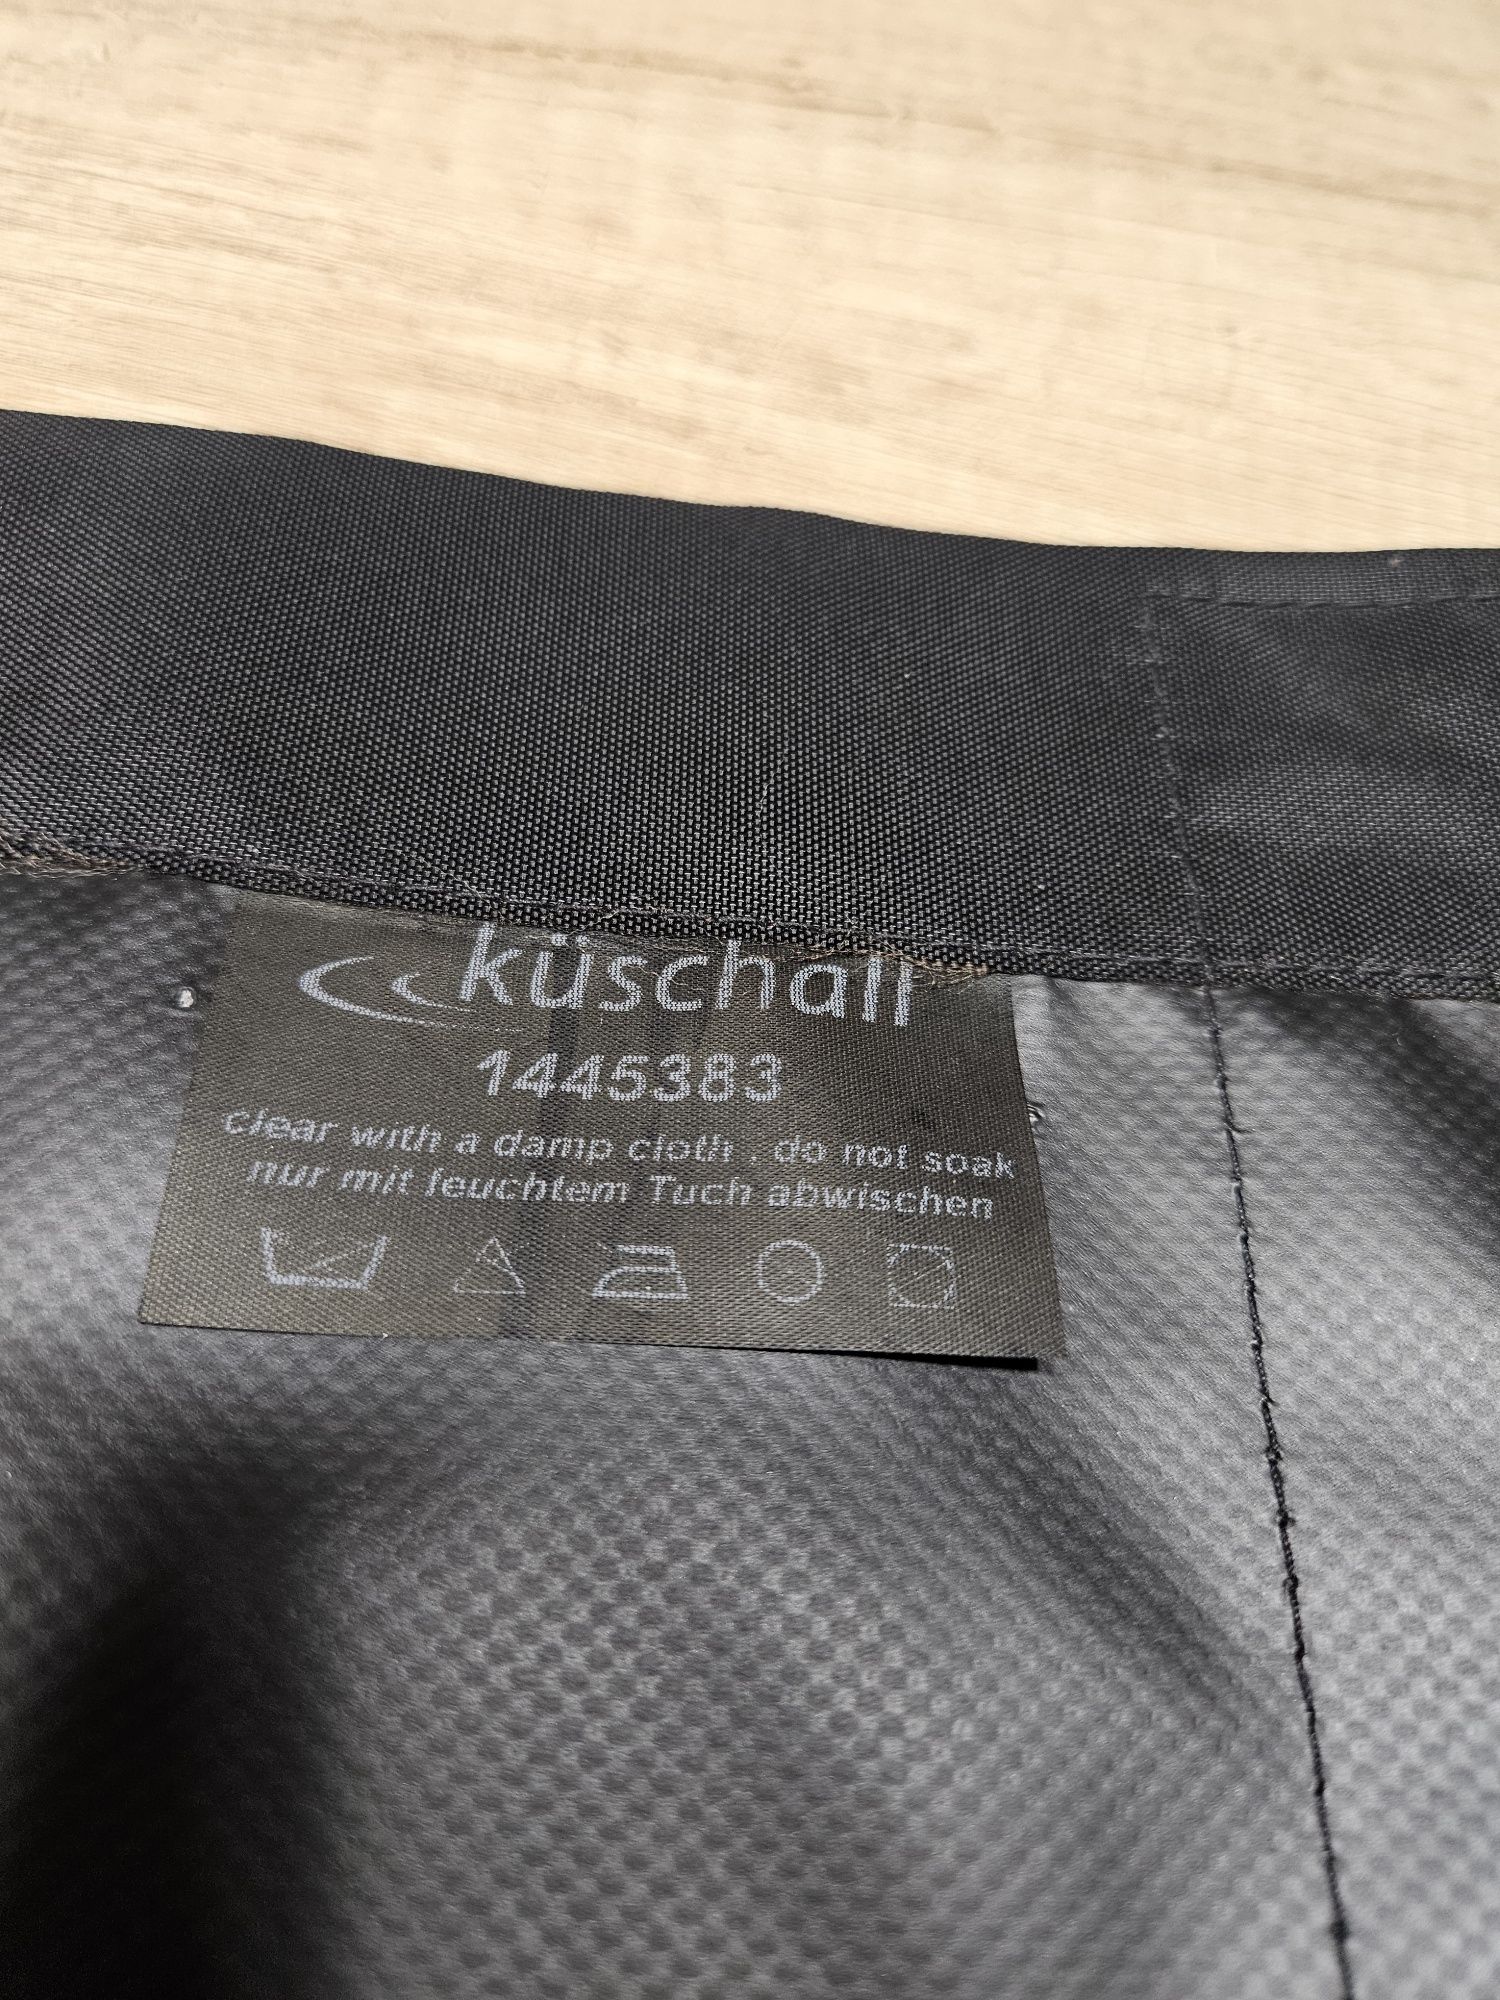 küschall
1445383
clear with a damp cloth . do not soak
nur mit feuchtem Tuch abwischen